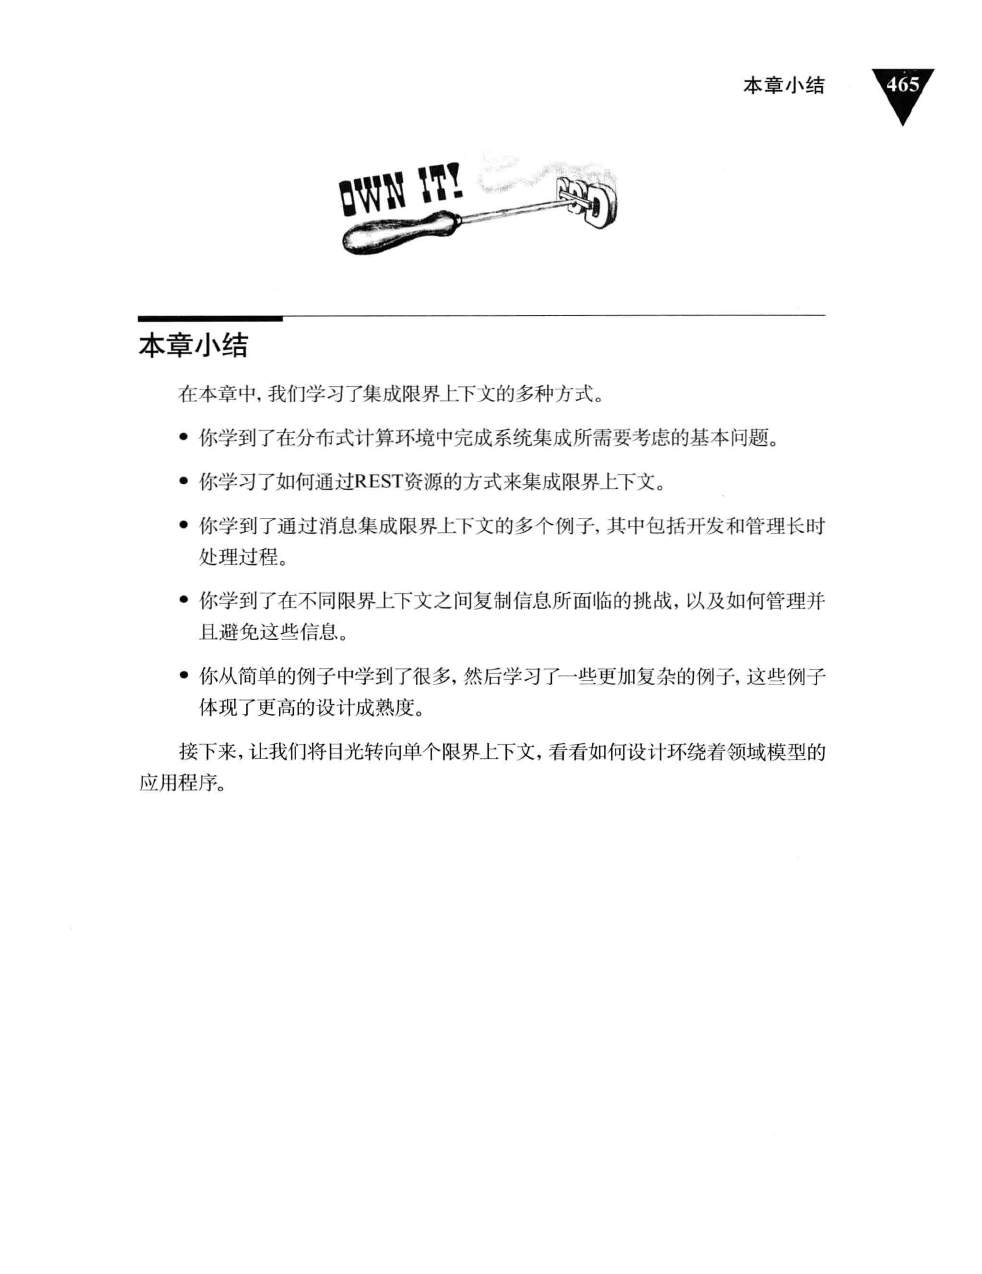 本章小结
465
OWN IT!
本章小结
在本章中，我们学习了集成限界上下文的多种方式。
• 你学到了在分布式计算环境中完成系统集成所需要考虑的基本问题。
• 你学习了如何通过REST资源的方式来集成限界上下文。
• 你学到了通过消息集成限界上下文的多个例子，其中包括开发和管理长时
处理过程。
• 你学到了在不同限界上下文之间复制信息所面临的挑战，以及如何管理并
且避免这些信息。
• 你从简单的例子中学到了很多，然后学习了一些更加复杂的例子，这些例子
体现了更高的设计成熟度。
接下来，让我们将目光转向单个限界上下文，看看如何设计环绕着领域模型的
应用程序。